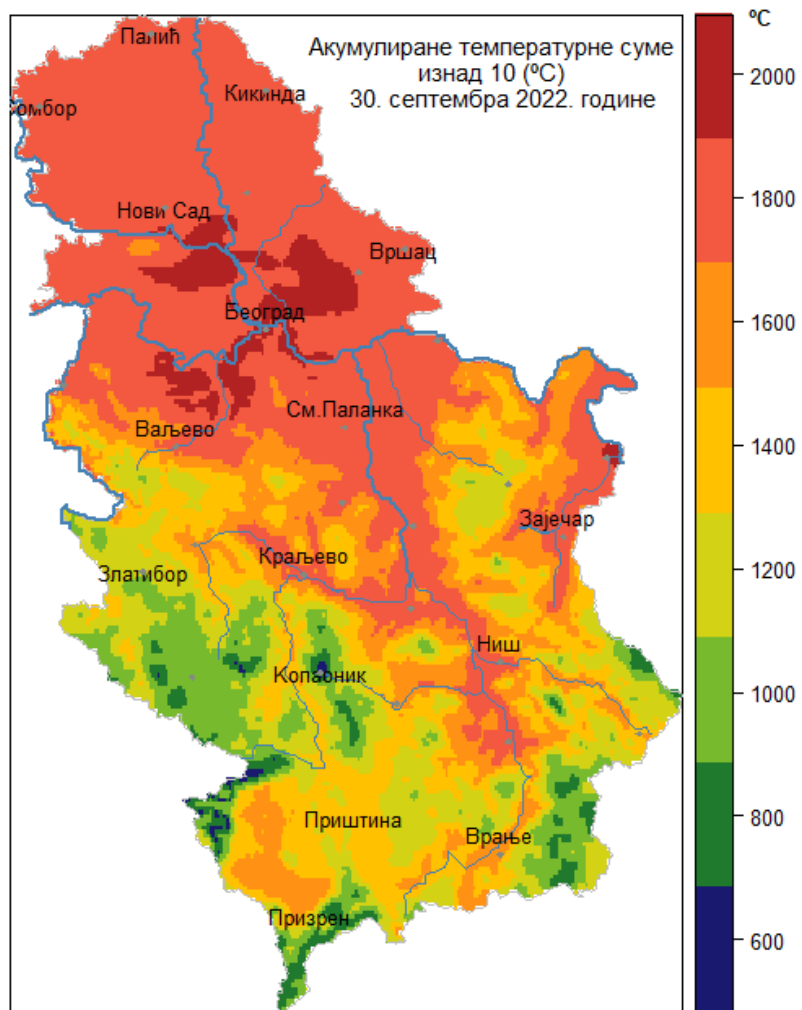 Палић
ºC
Акумулиране температурне суме
изнад 10 (ºC)
30. септембра 2022. године
2000
Кикинда
омбор
1800
Нови Сад
Вршац
Београд
1600
См.Паланка
Ваљево
1400
Зајечар
Краљево
Златибор
1200
Ниш
Копаоник
1000
Приштина
800
Врање
Призрен
600